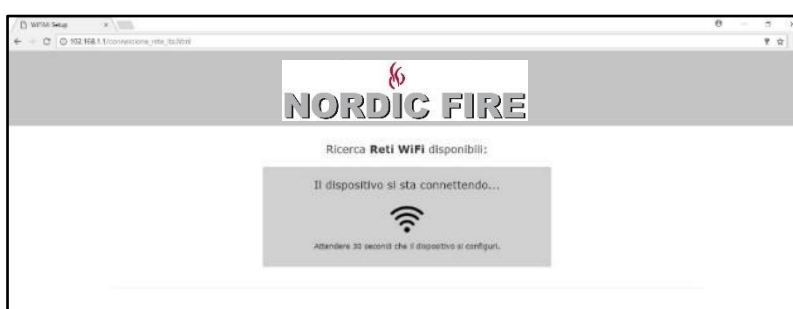 WiFiM Setup
192.168.1.1/connessione_rete_ita.html
NORDIC FIRE
Ricerca Reti WiFi disponibili:
Il dispositivo si sta connettendo...
Attendere 30 secondi che il dispositivo si configuri.